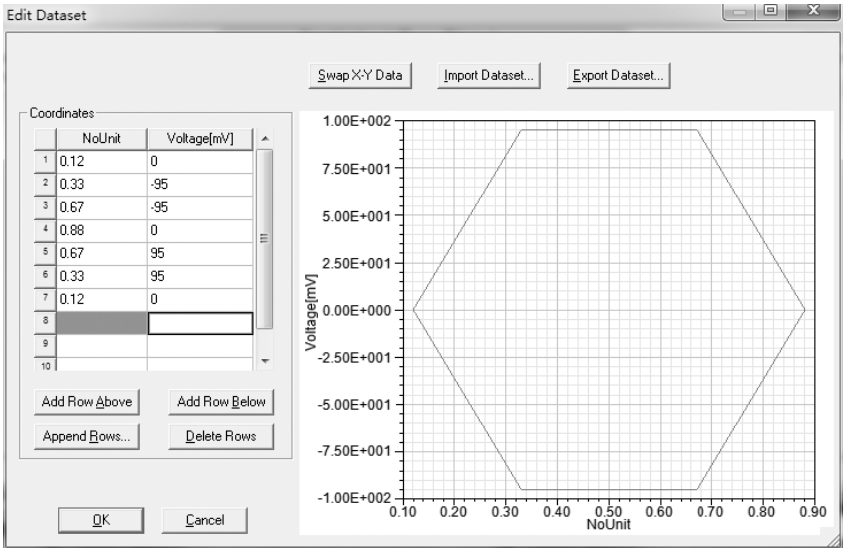 Edit Dataset
Swap X-Y Data Import Dataset... Export Dataset...
Coordinates
NoUnit Voltage[mV]
1 0.12 0
2 0.33 -95
3 0.67 -95
4 0.88 0
5 0.67 95
6 0.33 95
7 0.12 0
8
9
10
Add Row Above Add Row Below
Append Rows... Delete Rows
OK Cancel
1.00E+002
7.50E+001
5.00E+001
2.50E+001
0.00E+000
-2.50E+001
-5.00E+001
-7.50E+001
-1.00E+002
Voltage[mV]
0.10 0.20 0.30 0.40 0.50 0.60 0.70 0.80 0.90
NoUnit